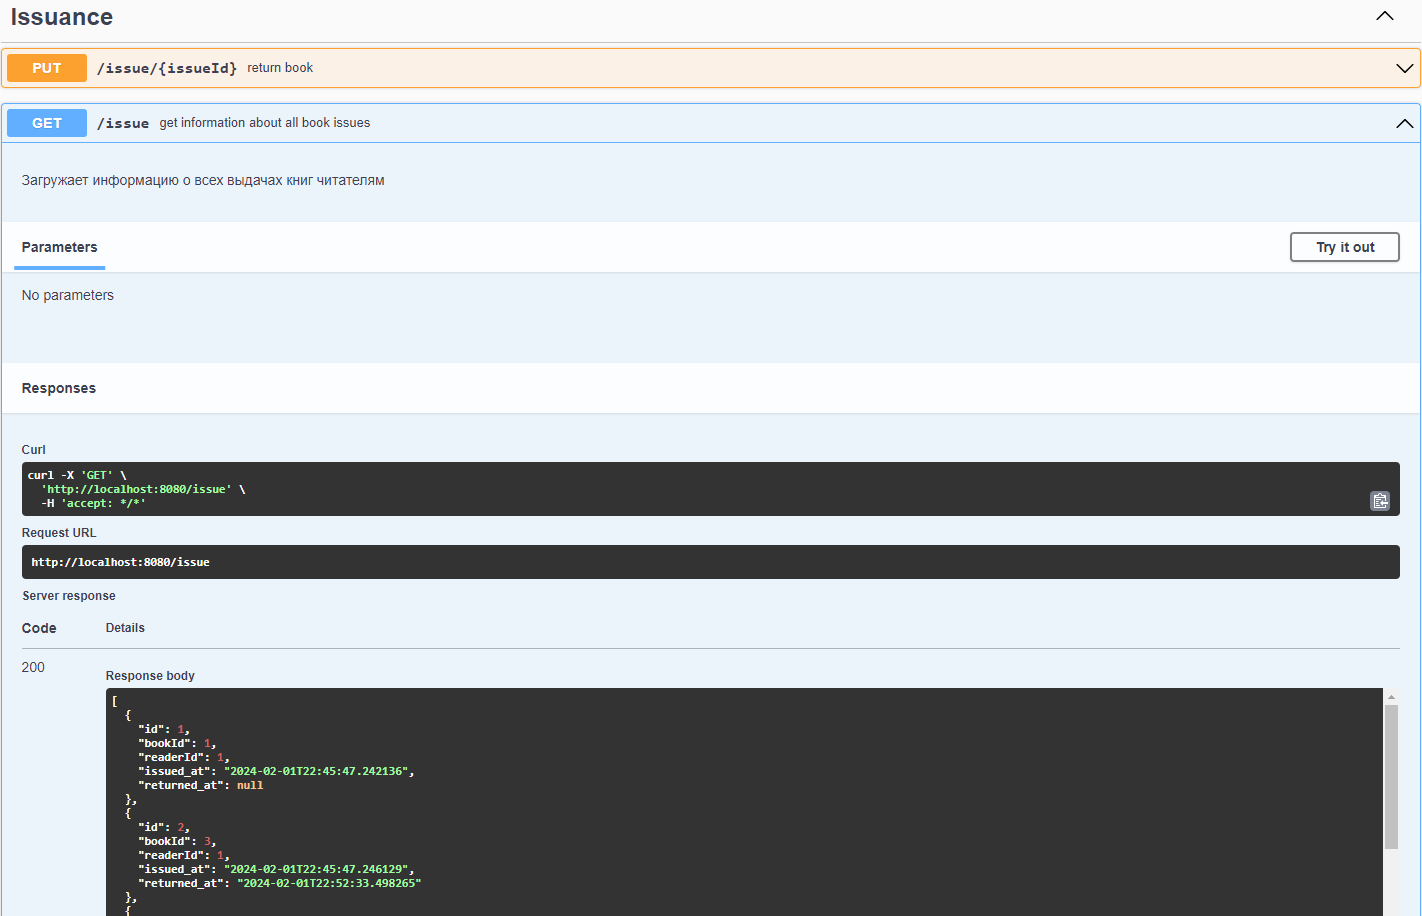 Issuance
PUT /issue/{issueId} return book
GET /issue get information about all book issues
Загружает информацию о всех выдачах книг читателям
Parameters
Try it out
No parameters
Responses
Curl
curl -X 'GET' \
'http://localhost:8080/issue' \
-H 'accept: */*'
Request URL
http://localhost:8080/issue
Server response
Code Details
200
Response body
[
{
"id": 1,
"bookId": 1,
"readerId": 1,
"issued_at": "2024-02-01T22:45:47.242136",
"returned_at": null
},
{
"id": 2,
"bookId": 3,
"readerId": 1,
"issued_at": "2024-02-01T22:45:47.246129",
"returned_at": "2024-02-01T22:52:33.498265"
},
{